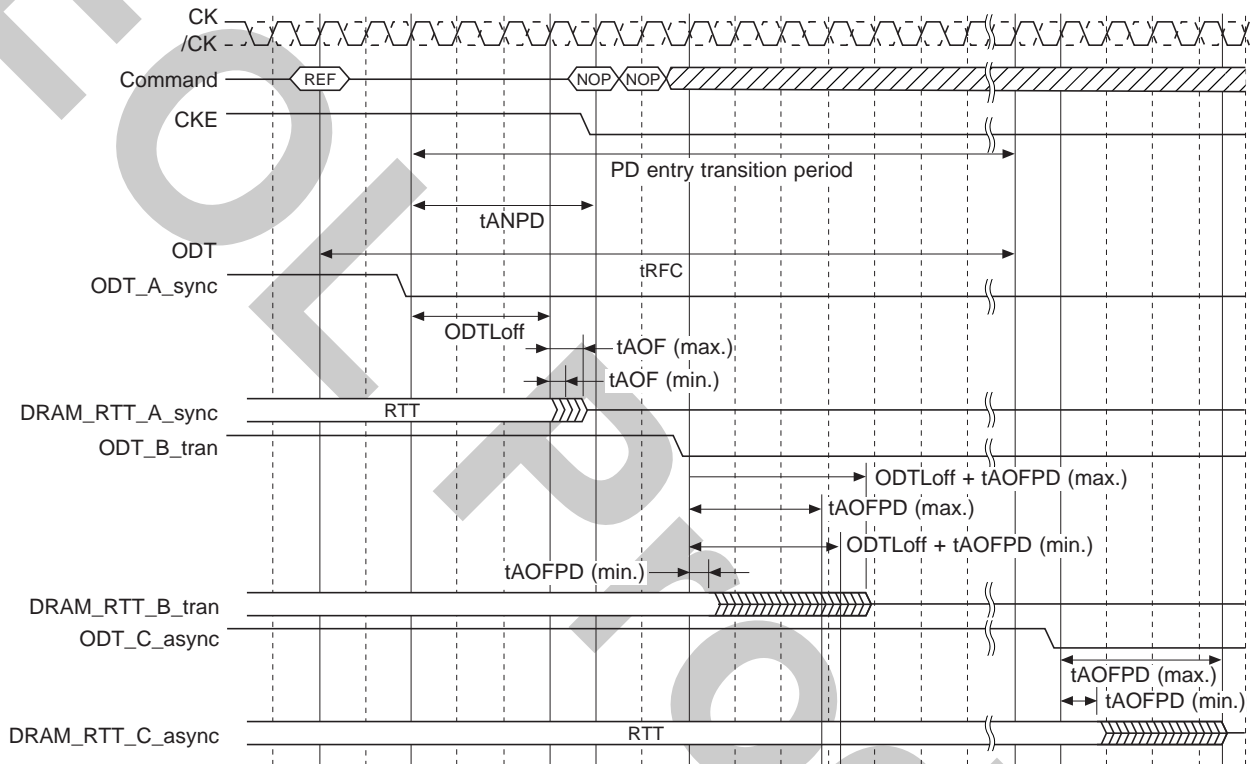 CK
/CK
Command
REF
NOP
NOP
CKE
PD entry transition period
tANPD
ODT
tRFC
ODT_A_sync
ODTLoff
tAOF (max.)
tAOF (min.)
DRAM_RTT_A_sync
RTT
ODT_B_tran
ODTLoff + tAOFPD (max.)
tAOFPD (max.)
ODTLoff + tAOFPD (min.)
tAOFPD (min.)
DRAM_RTT_B_tran
ODT_C_async
tAOFPD (max.)
tAOFPD (min.)
DRAM_RTT_C_async
RTT